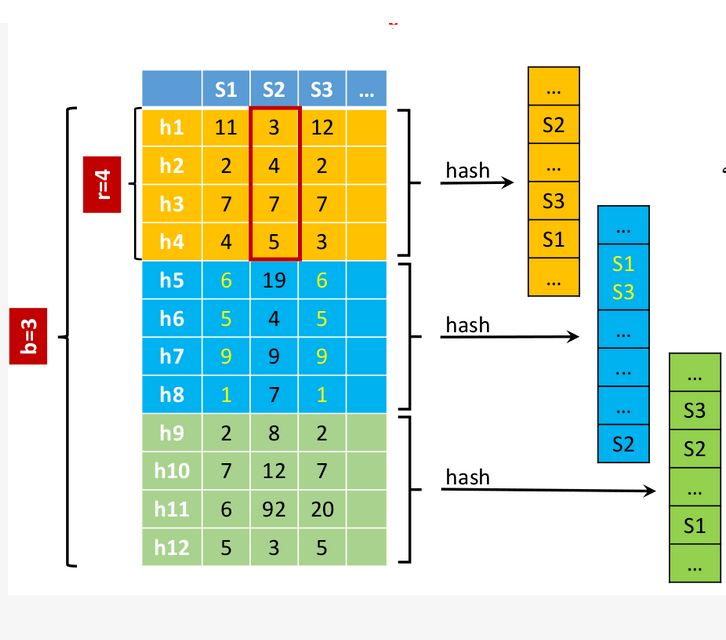 S1 S2 S3 ...
h1 11 3 12
h2 2 4 2
h3 7 7 7
h4 4 5 3
h5 6 19 6
h6 5 4 5
h7 9 9 9
h8 1 7 1
h9 2 8 2
h10 7 12 7
h11 6 92 20
h12 5 3 5
r=4
b=3
hash
...
S2
...
S3
S1
...
hash
...
S1
S3
...
...
...
S2
hash
...
S3
S2
...
S1
...